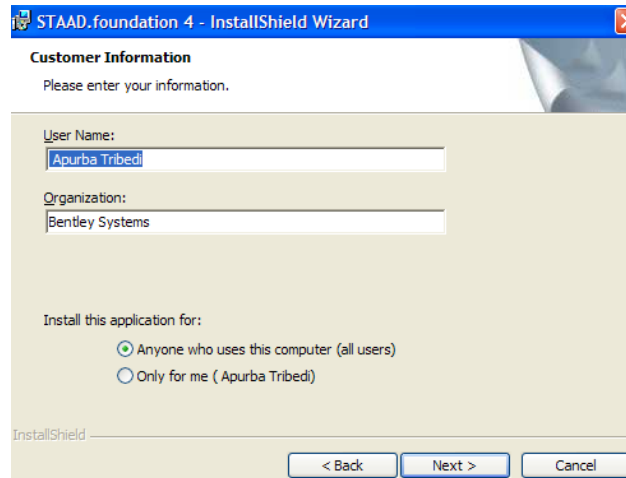 STAAD.foundation 4 - InstallShield Wizard
Customer Information
Please enter your information.
User Name:
Apurba Tribedi
Organization:
Bentley Systems
Install this application for:
Anyone who uses this computer (all users)
Only for me ( Apurba Tribedi)
InstallShield
< Back Next > Cancel